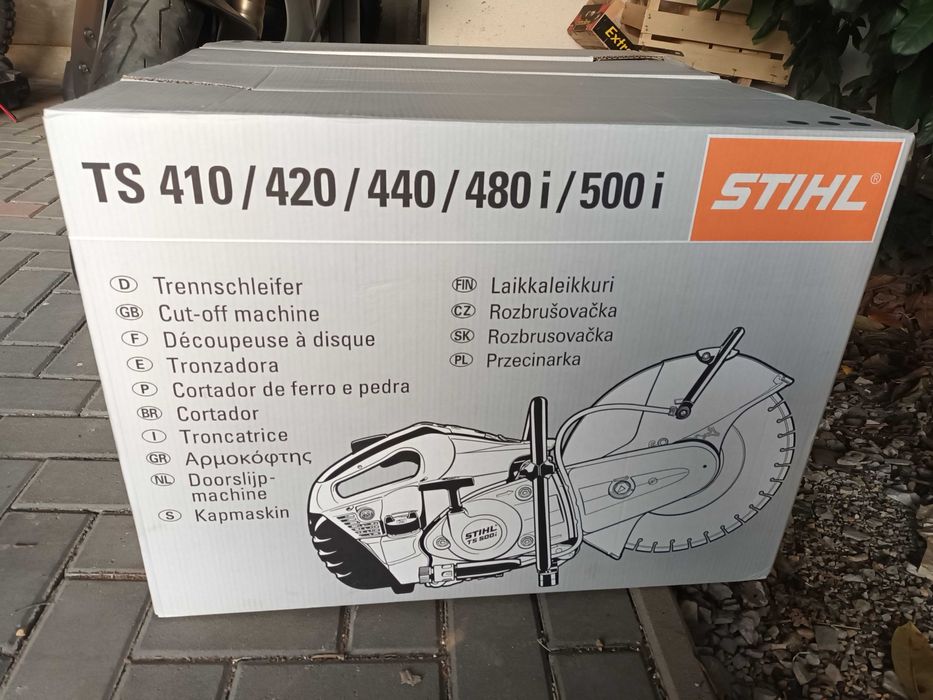 Extr
TS 410/420/440/480 i/500 i
STIHL®
D Trennschleifer
GB Cut-off machine
F Découpeuse à disque
E Tronzadora
P Cortador de ferro e pedra
BR Cortador
I Troncatrice
GR Αρμοκόφτης
NL Doorslijp-
machine
S Kapmaskin
FIN Laikkaleikkuri
CZ Rozbrušovačka
SK Rozbrusovačka
PL Przecinarka
STIHL
TS 500i